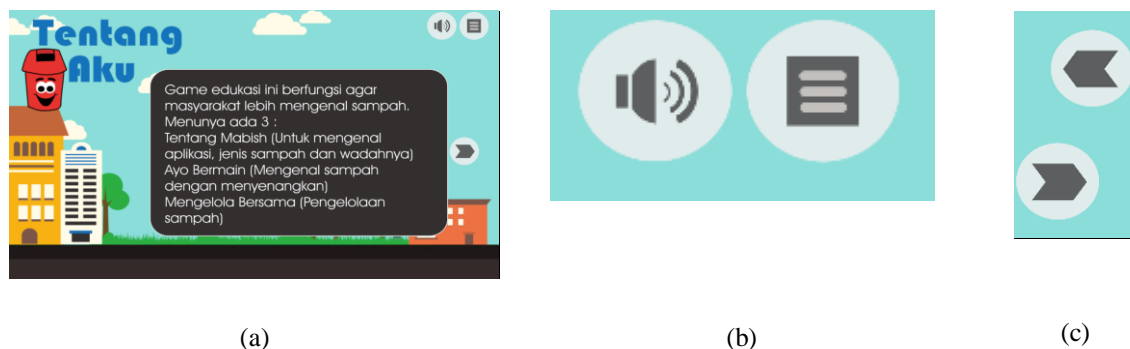 Tentang
Aku
Game edukasi ini berfungsi agar
masyarakat lebih mengenal sampah.
Menunya ada 3 :
Tentang Mabish (Untuk mengenal
aplikasi, jenis sampah dan wadahnya)
Ayo Bermain (Mengenal sampah
dengan menyenangkan)
Mengelola Bersama (Pengelolaan
sampah)
(a)
(b)
(c)